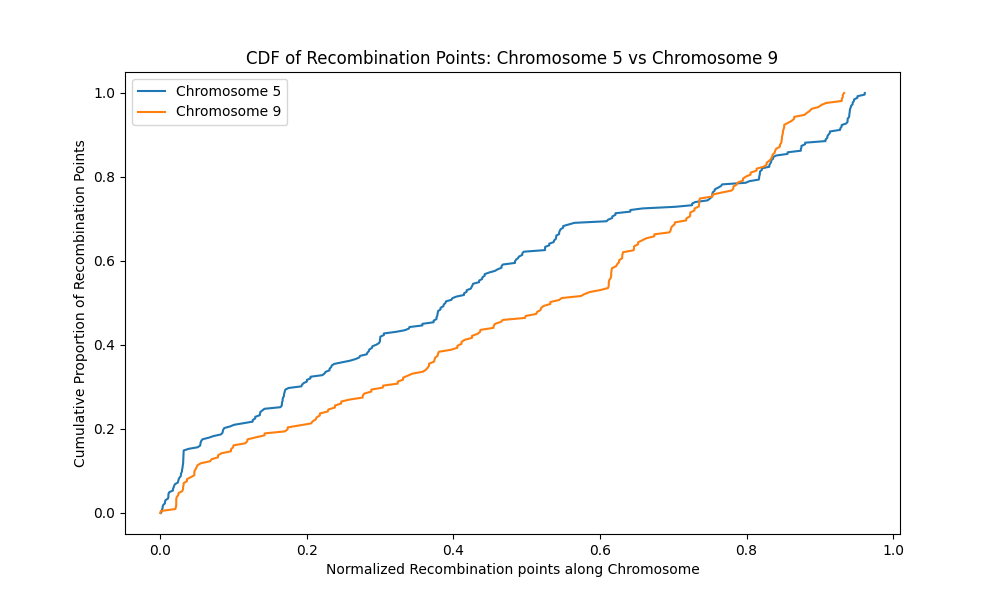 CDF of Recombination Points: Chromosome 5 vs Chromosome 9
Chromosome 5
Chromosome 9
Cumulative Proportion of Recombination Points
1.0
0.8
0.6
0.4
0.2
0.0
0.0 0.2 0.4 0.6 0.8 1.0
Normalized Recombination points along Chromosome